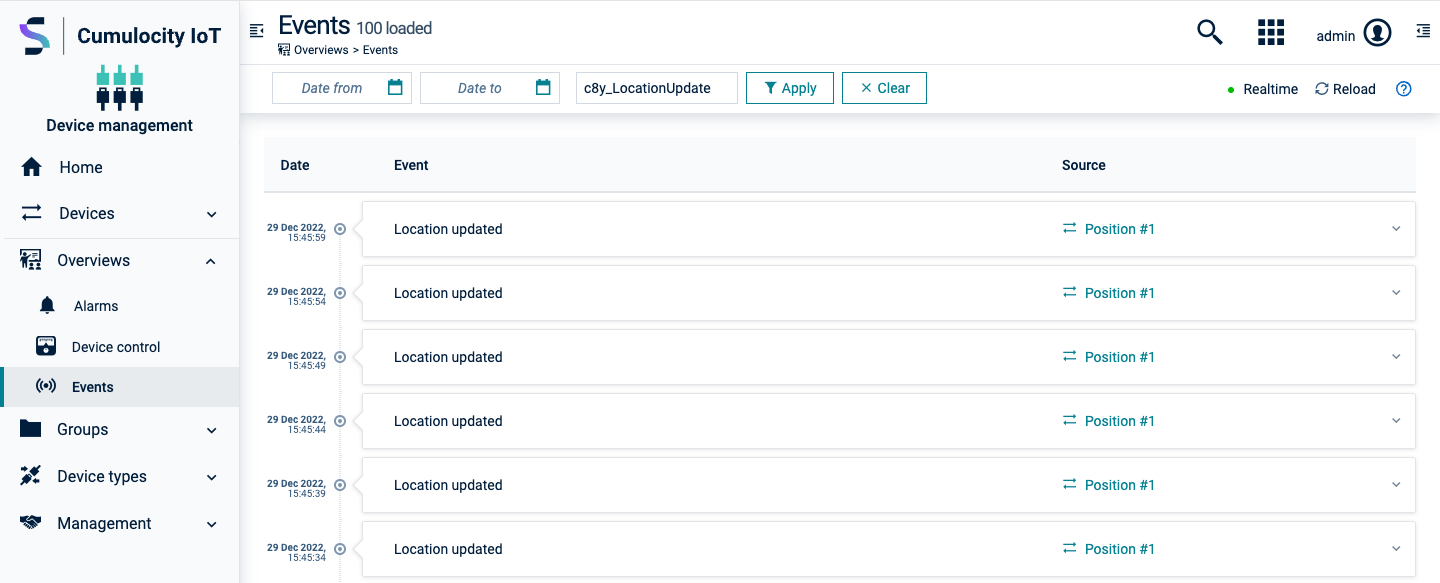 Cumulocity IoT
Device management
Home
Devices
Overviews
Alarms
Device control
Events
Groups
Device types
Management
Events 100 loaded
Overviews > Events
admin
Date from
Date to
c8y_LocationUpdate
Apply
Clear
Realtime
Reload
Date Event Source
29 Dec 2022,
15:45:59
Location updated
Position #1
29 Dec 2022,
15:45:54
Location updated
Position #1
29 Dec 2022,
15:45:49
Location updated
Position #1
29 Dec 2022,
15:45:44
Location updated
Position #1
29 Dec 2022,
15:45:39
Location updated
Position #1
29 Dec 2022,
15:45:34
Location updated
Position #1